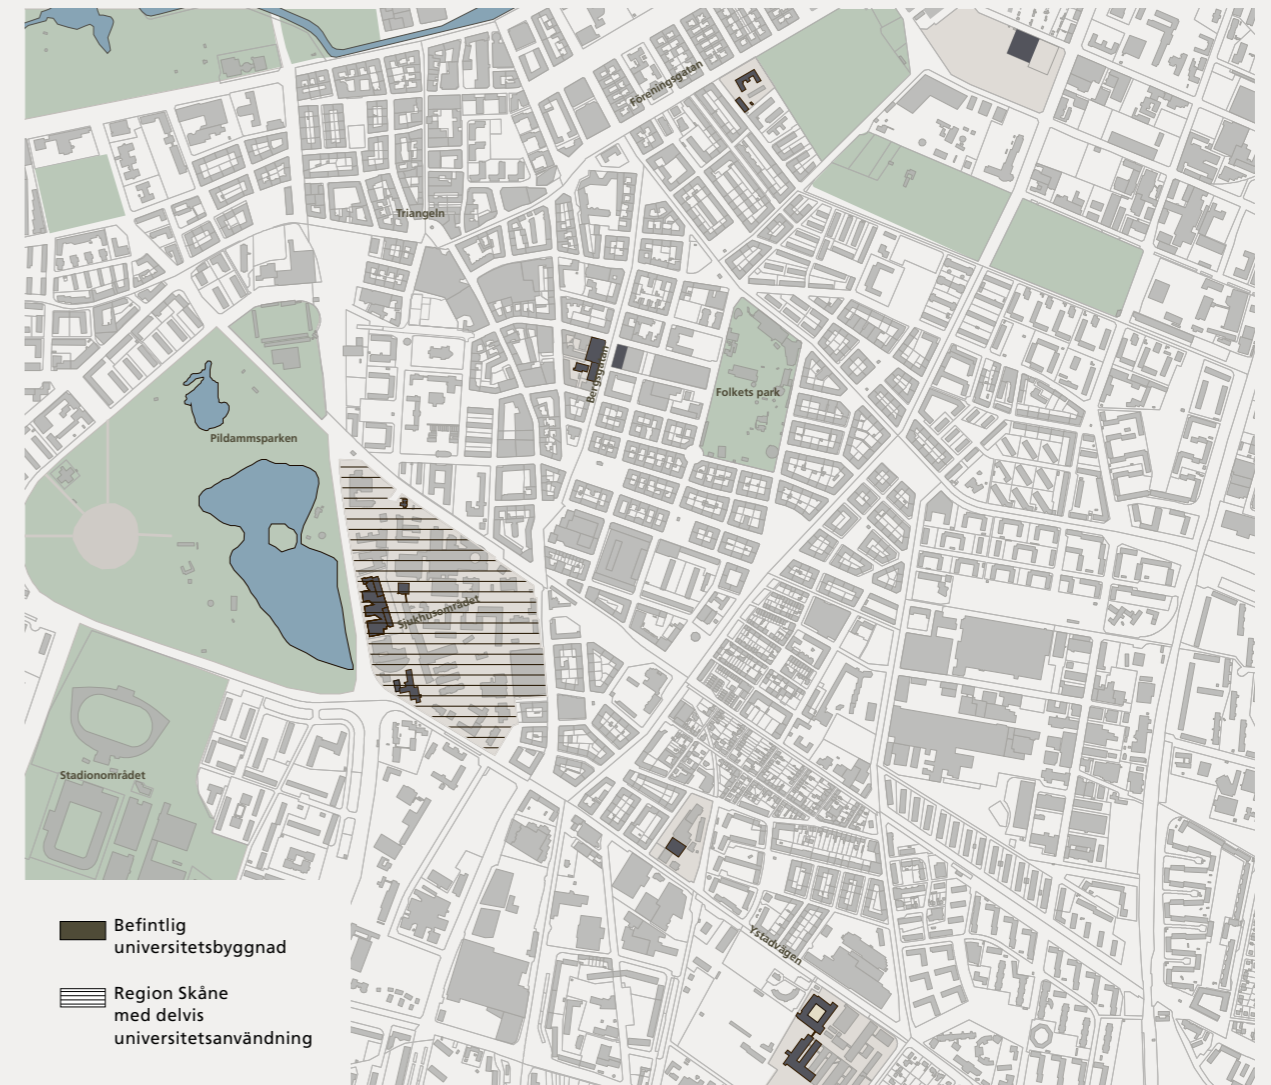 Föreningsgatan
Triangeln
Bergsgatan
Folkets park
Pildammsparken
Sjukhusområdet
Stadionområdet
Ystadvägen
Befintlig
universitetsbyggnad
Region Skåne
med delvis
universitetsanvändning